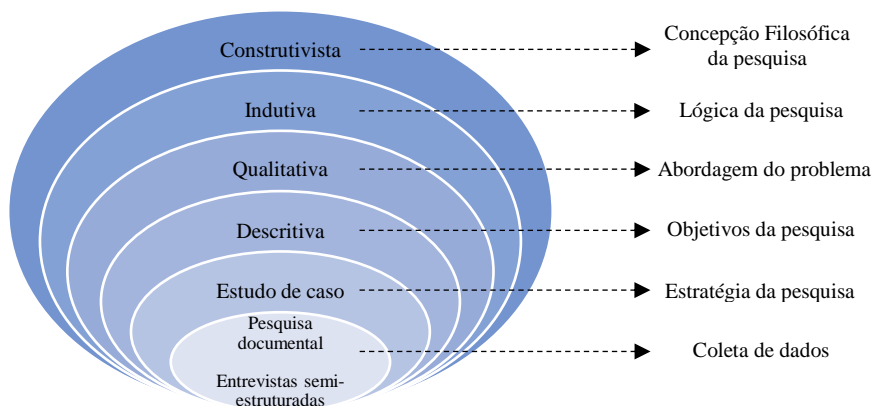 Construtivista
Concepção Filosófica
da pesquisa
Indutiva
Lógica da pesquisa
Qualitativa
Abordagem do problema
Descritiva
Objetivos da pesquisa
Estudo de caso
Estratégia da pesquisa
Pesquisa
documental
Entrevistas semi-
estruturadas
Coleta de dados